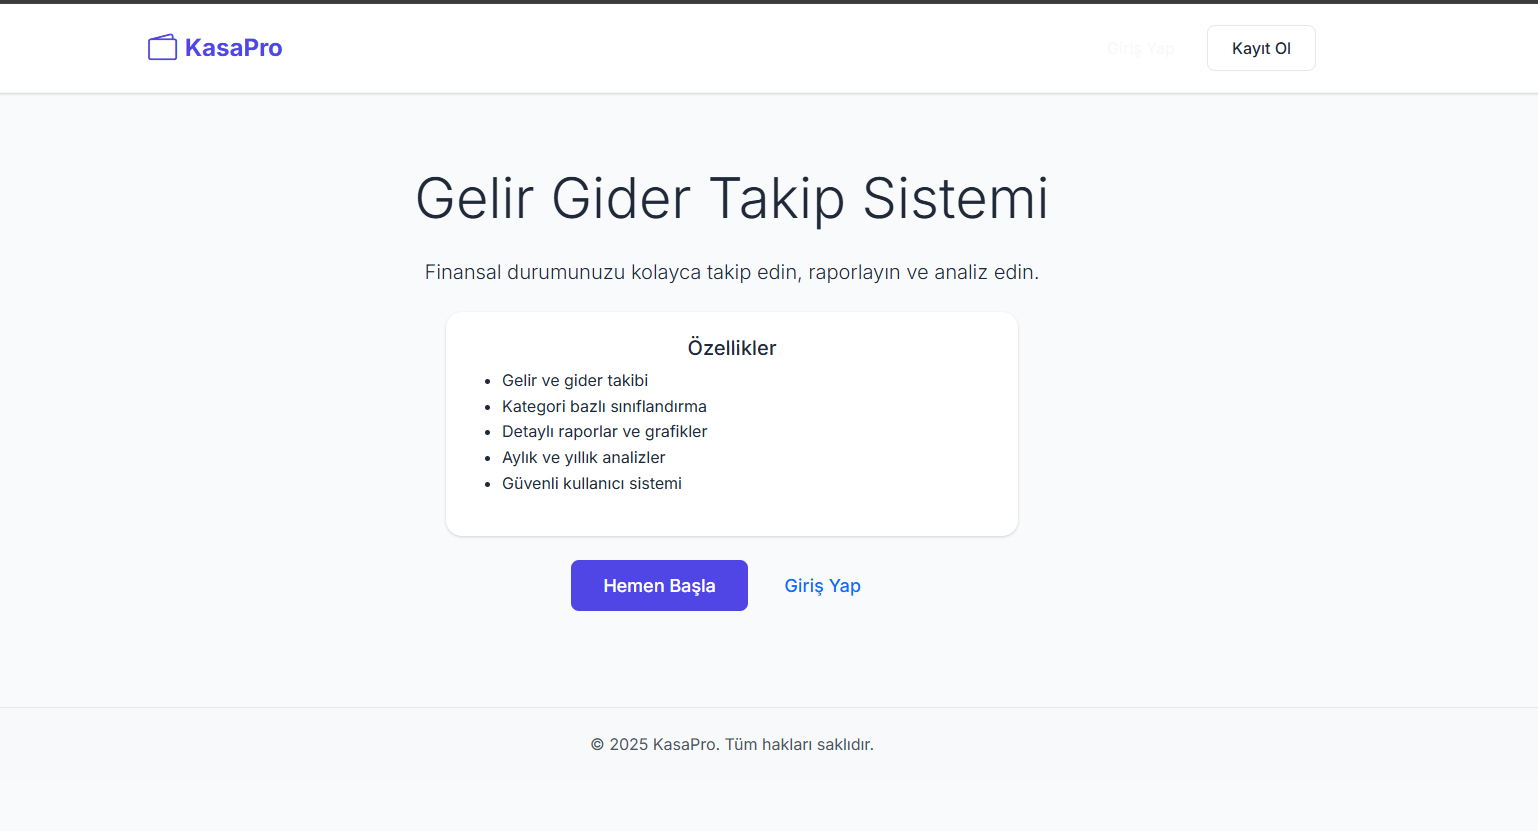 KasaPro
Giriş Yap
Kayıt Ol
Gelir Gider Takip Sistemi
Finansal durumunuzu kolayca takip edin, raporlayın ve analiz edin.
Özellikler
Gelir ve gider takibi
Kategori bazlı sınıflandırma
Detaylı raporlar ve grafikler
Aylık ve yıllık analizler
Güvenli kullanıcı sistemi
Hemen Başla
Giriş Yap
© 2025 KasaPro. Tüm hakları saklıdır.